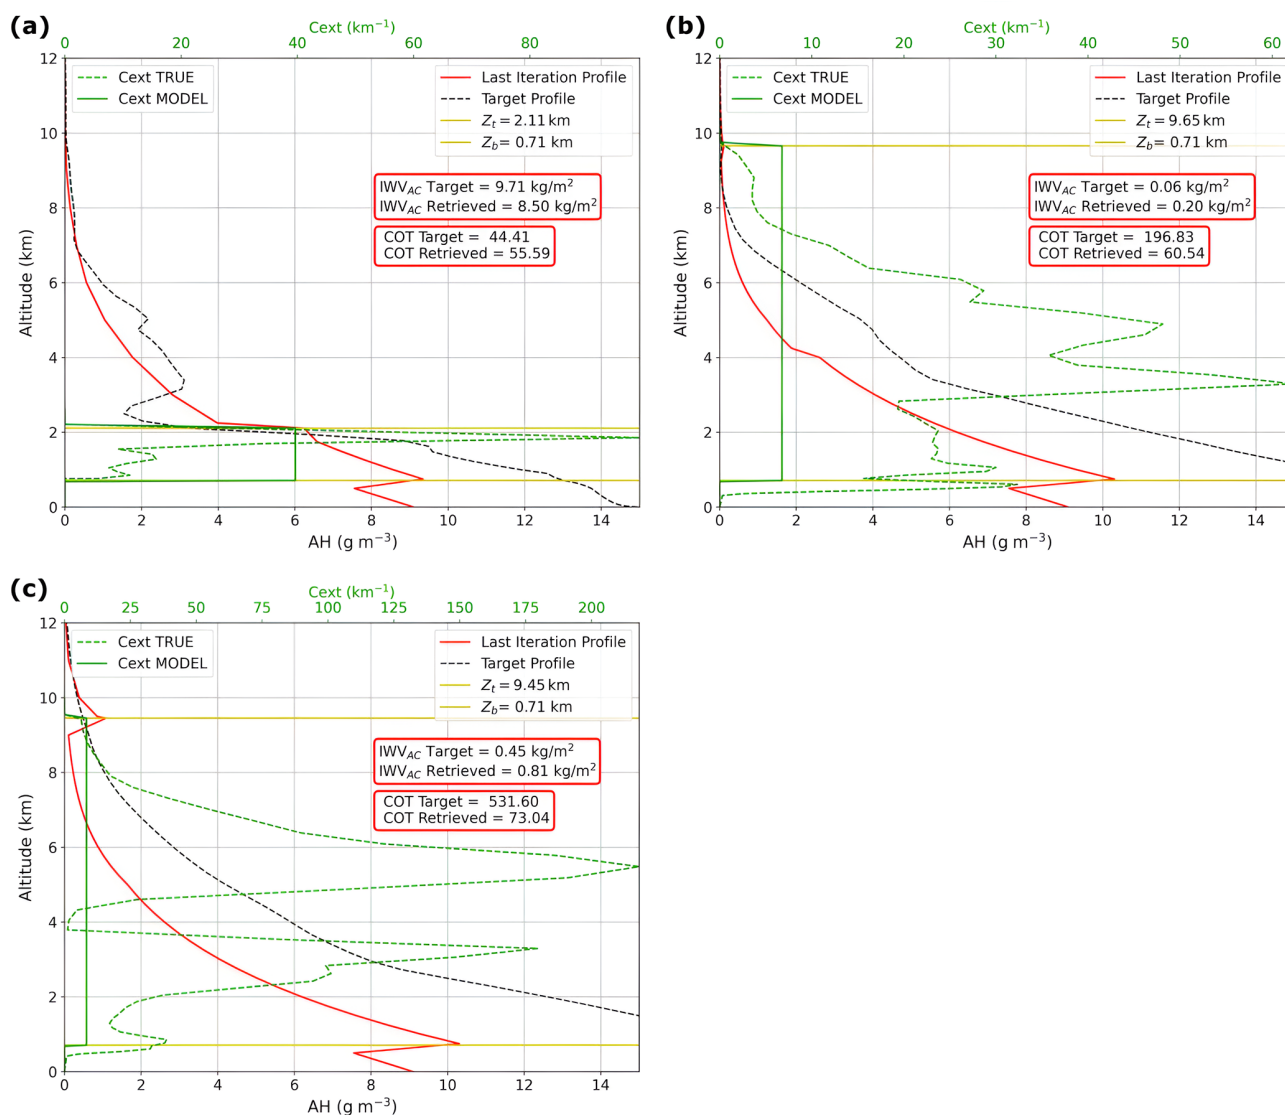 (a)
Cext (km⁻¹)
0 20 40 60 80
Cext TRUE
Cext MODEL
Last Iteration Profile
Target Profile
Zₜ = 2.11 km
Z_b = 0.71 km
IWV_AC Target = 9.71 kg/m²
IWV_AC Retrieved = 8.50 kg/m²
COT Target = 44.41
COT Retrieved = 55.59
Altitude (km)
12
10
8
6
4
2
0
0 2 4 6 8 10 12 14
AH (g m⁻³)
(b)
Cext (km⁻¹)
0 10 20 30 40 50 60
Cext TRUE
Cext MODEL
Last Iteration Profile
Target Profile
Zₜ = 9.65 km
Z_b = 0.71 km
IWV_AC Target = 0.06 kg/m²
IWV_AC Retrieved = 0.20 kg/m²
COT Target = 196.83
COT Retrieved = 60.54
Altitude (km)
12
10
8
6
4
2
0
0 2 4 6 8 10 12 14
AH (g m⁻³)
(c)
Cext (km⁻¹)
0 25 50 75 100 125 150 175 200
Cext TRUE
Cext MODEL
Last Iteration Profile
Target Profile
Zₜ = 9.45 km
Z_b = 0.71 km
IWV_AC Target = 0.45 kg/m²
IWV_AC Retrieved = 0.81 kg/m²
COT Target = 531.60
COT Retrieved = 73.04
Altitude (km)
12
10
8
6
4
2
0
0 2 4 6 8 10 12 14
AH (g m⁻³)